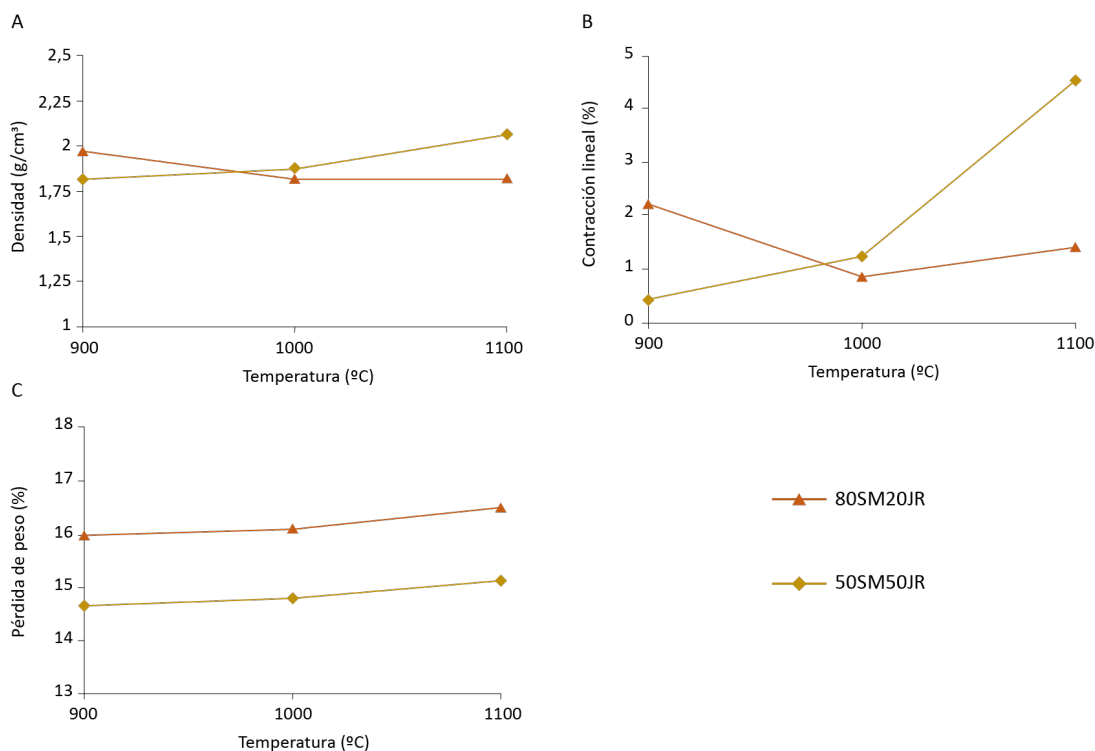 A
Densidad (g/cm³)
2,5
2,25
2
1,75
1,5
1,25
1
900
1000
1100
Temperatura (ºC)
B
Contracción lineal (%)
5
4
3
2
1
0
900
1000
1100
Temperatura (ºC)
C
Pérdida de peso (%)
18
17
16
15
14
13
900
1000
1100
Temperatura (ºC)
80SM20JR
50SM50JR